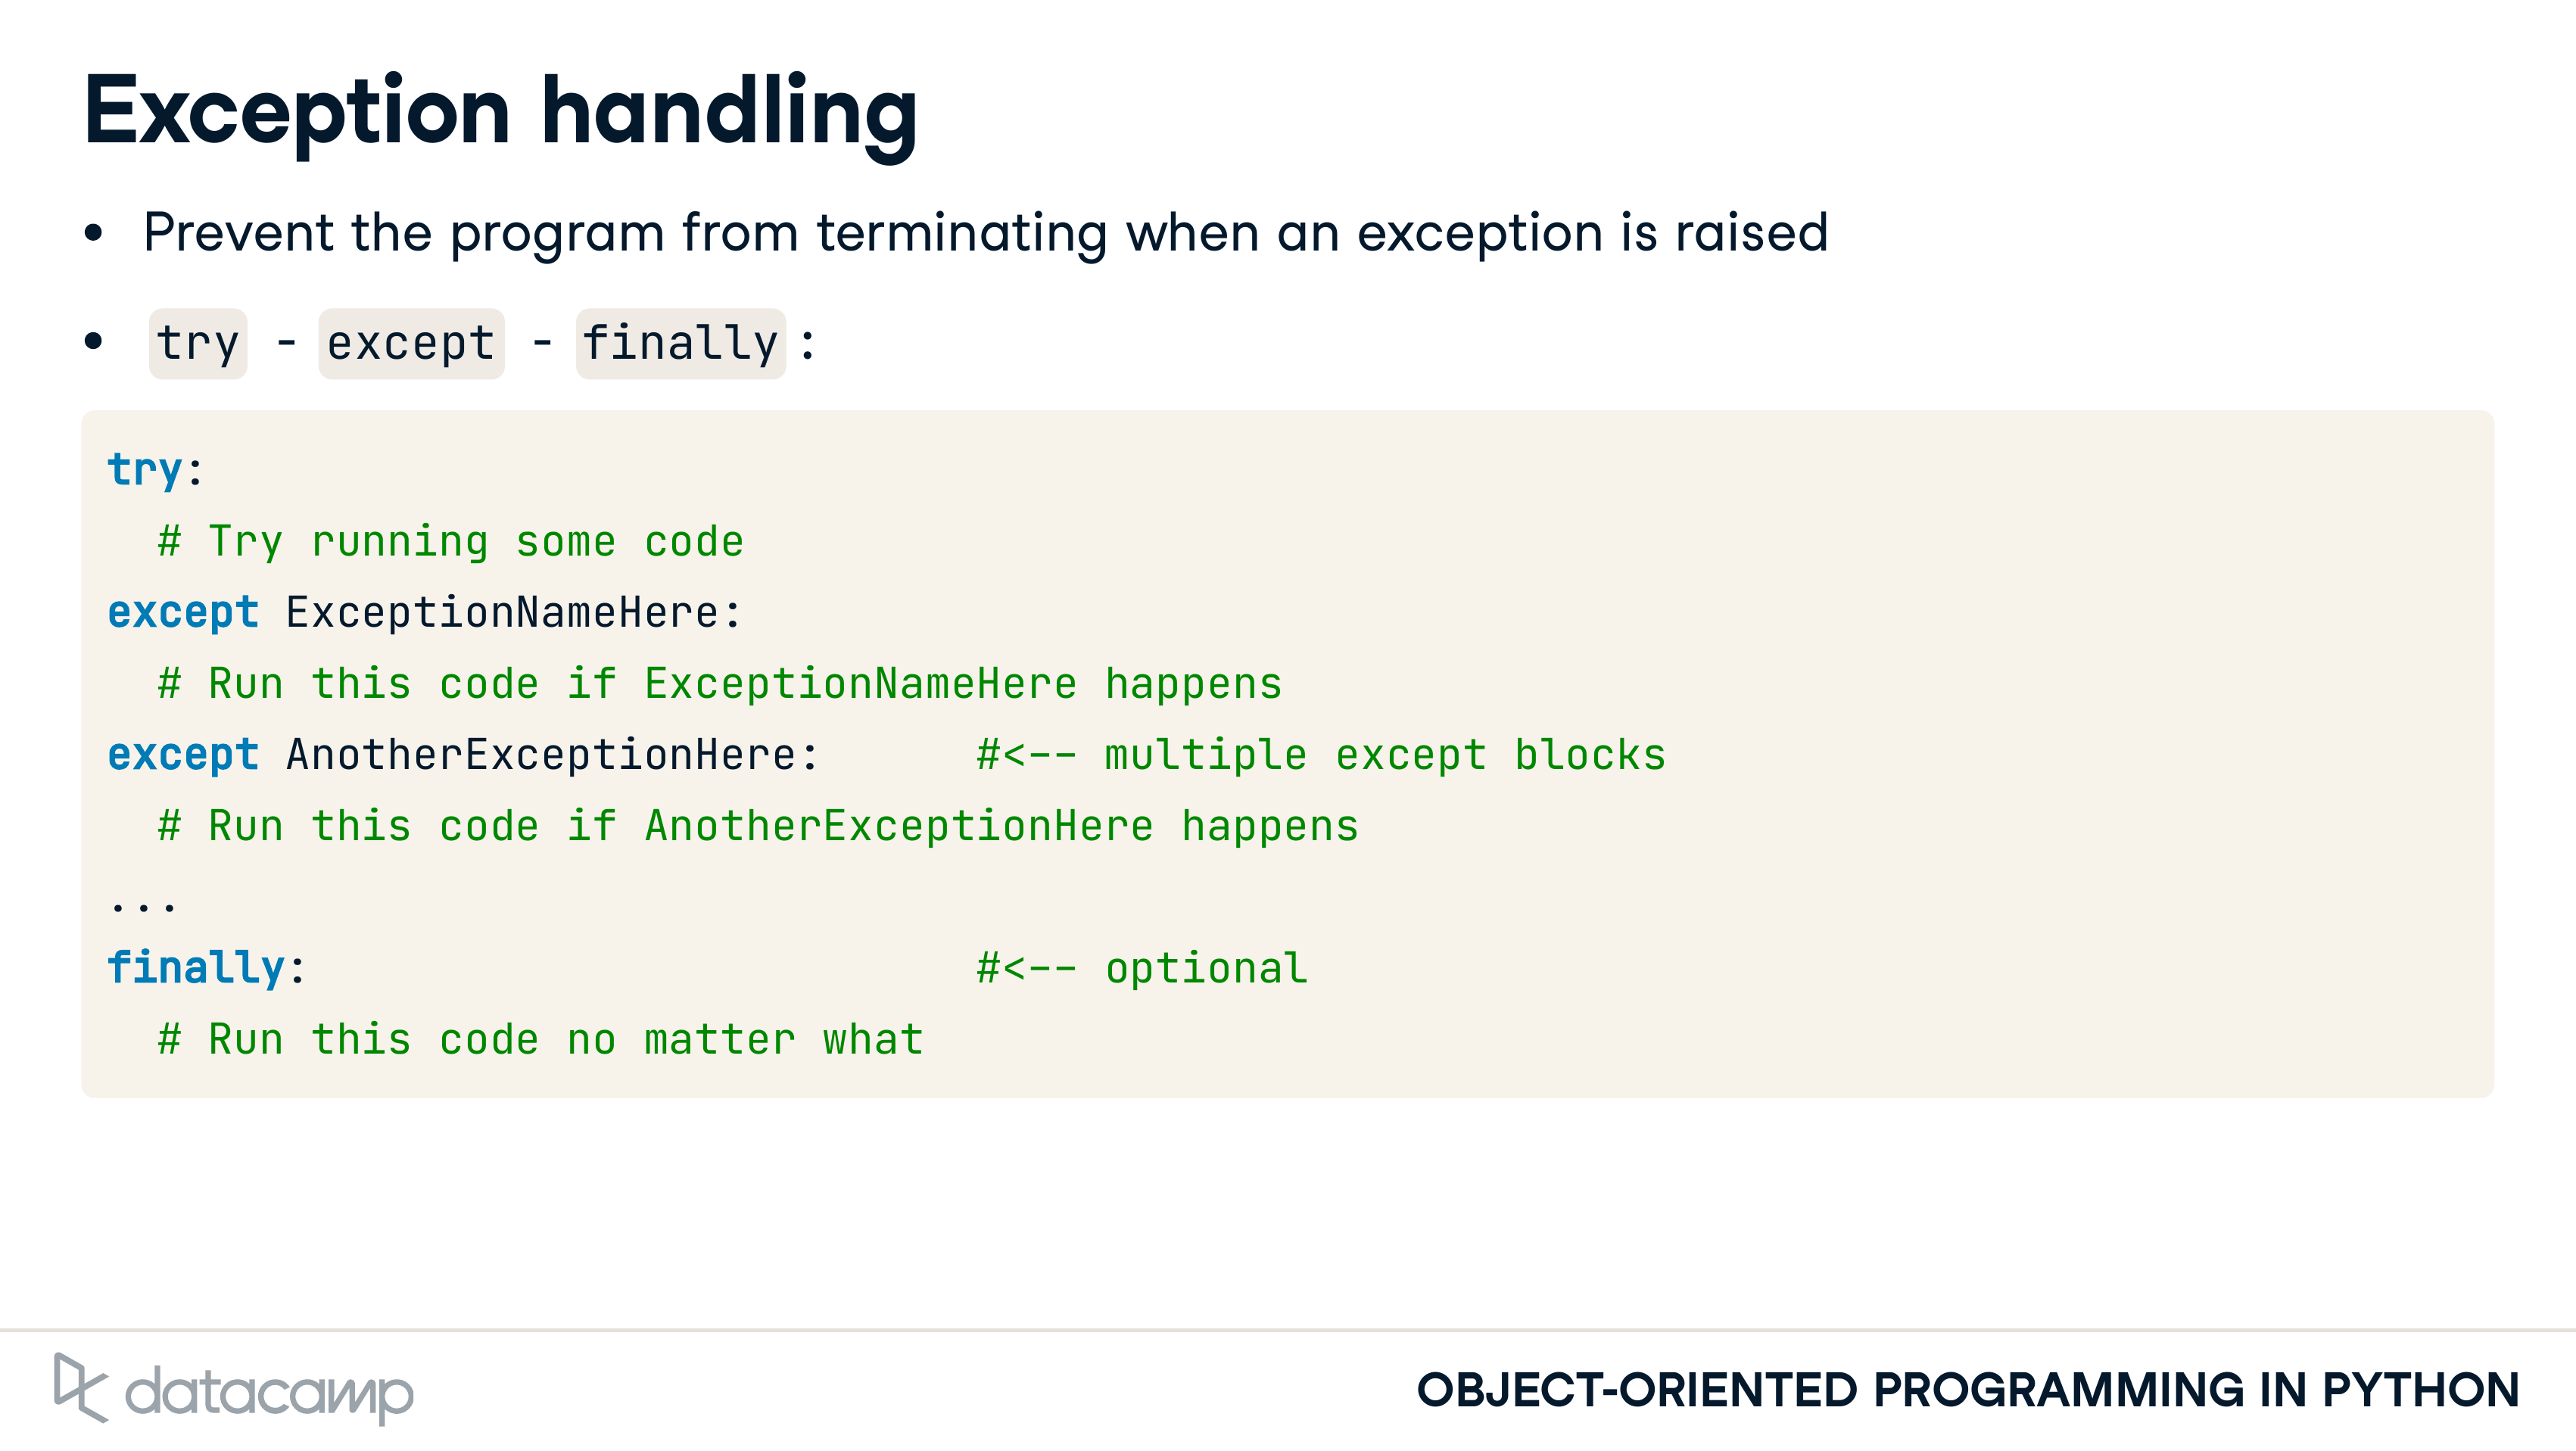 Exception handling
• Prevent the program from terminating when an exception is raised
• try - except - finally :
try:
  # Try running some code
except ExceptionNameHere:
  # Run this code if ExceptionNameHere happens
except AnotherExceptionHere:      #<-- multiple except blocks
  # Run this code if AnotherExceptionHere happens
...
finally:                          #<-- optional
  # Run this code no matter what
datacamp
OBJECT-ORIENTED PROGRAMMING IN PYTHON